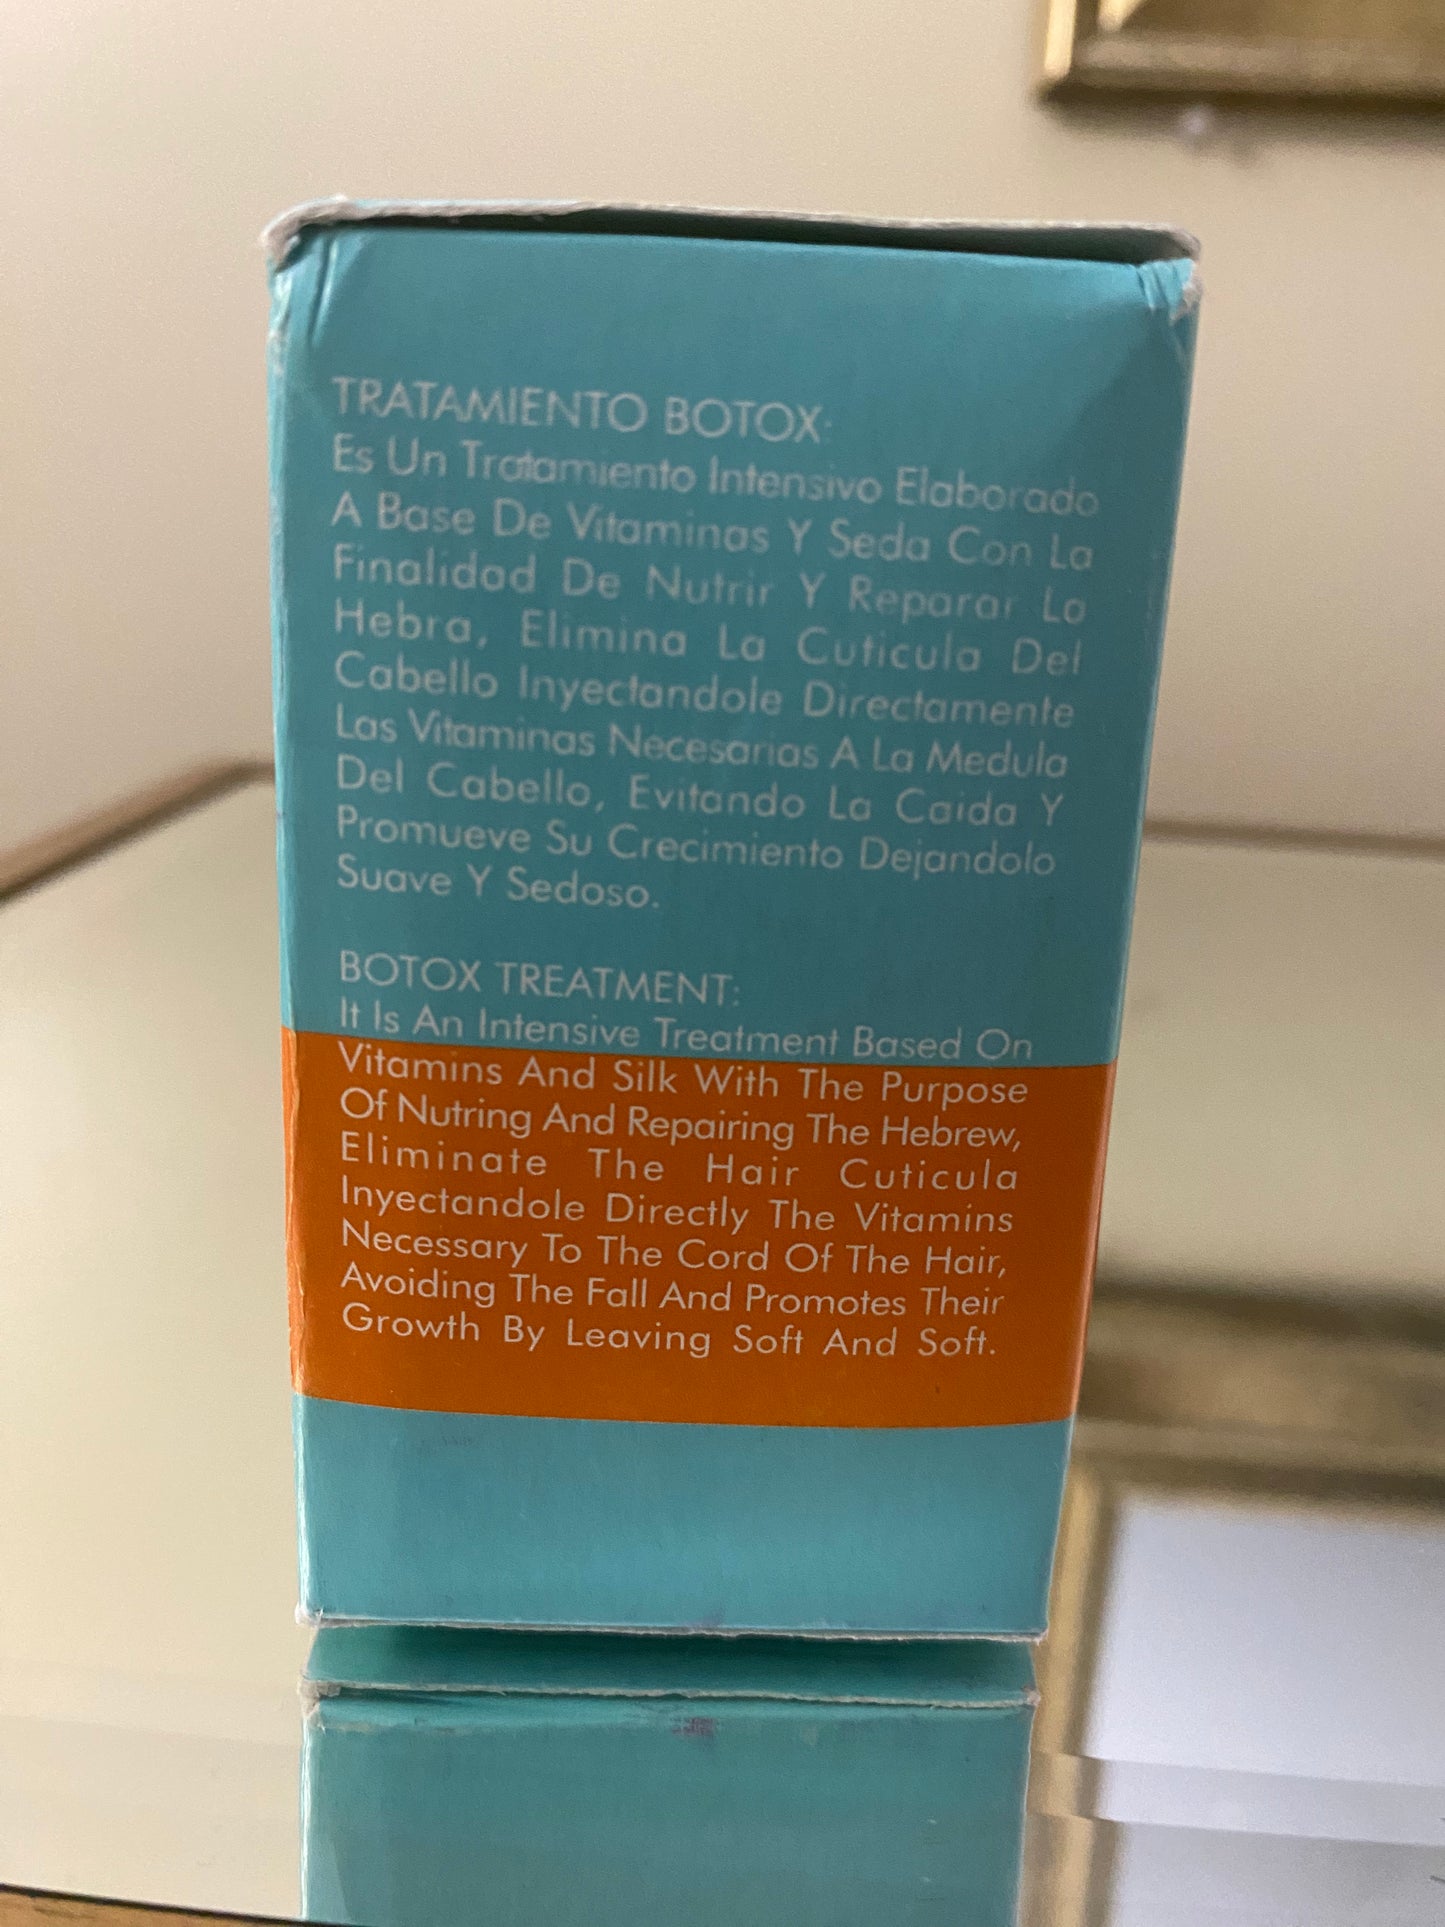 TRATAMIENTO BOTOX:
Es Un Tratamiento Intensivo Elaborado
A Base De Vitaminas Y Seda Con La
Finalidad De Nutrir Y Reparar La
Hebra, Elimina La Cuticula Del
Cabello Inyectandole Directamente
Las Vitaminas Necesarias A La Medula
Del Cabello, Evitando La Caida Y
Promueve Su Crecimiento Dejandolo
Suave Y Sedoso.
BOTOX TREATMENT:
It Is An Intensive Treatment Based On
Vitamins And Silk With The Purpose
Of Nutring And Repairing The Hebrew,
Eliminate The Hair Cuticula
Inyectandole Directly The Vitamins
Necessary To The Cord Of The Hair,
Avoiding The Fall And Promotes Their
Growth By Leaving Soft And Soft.